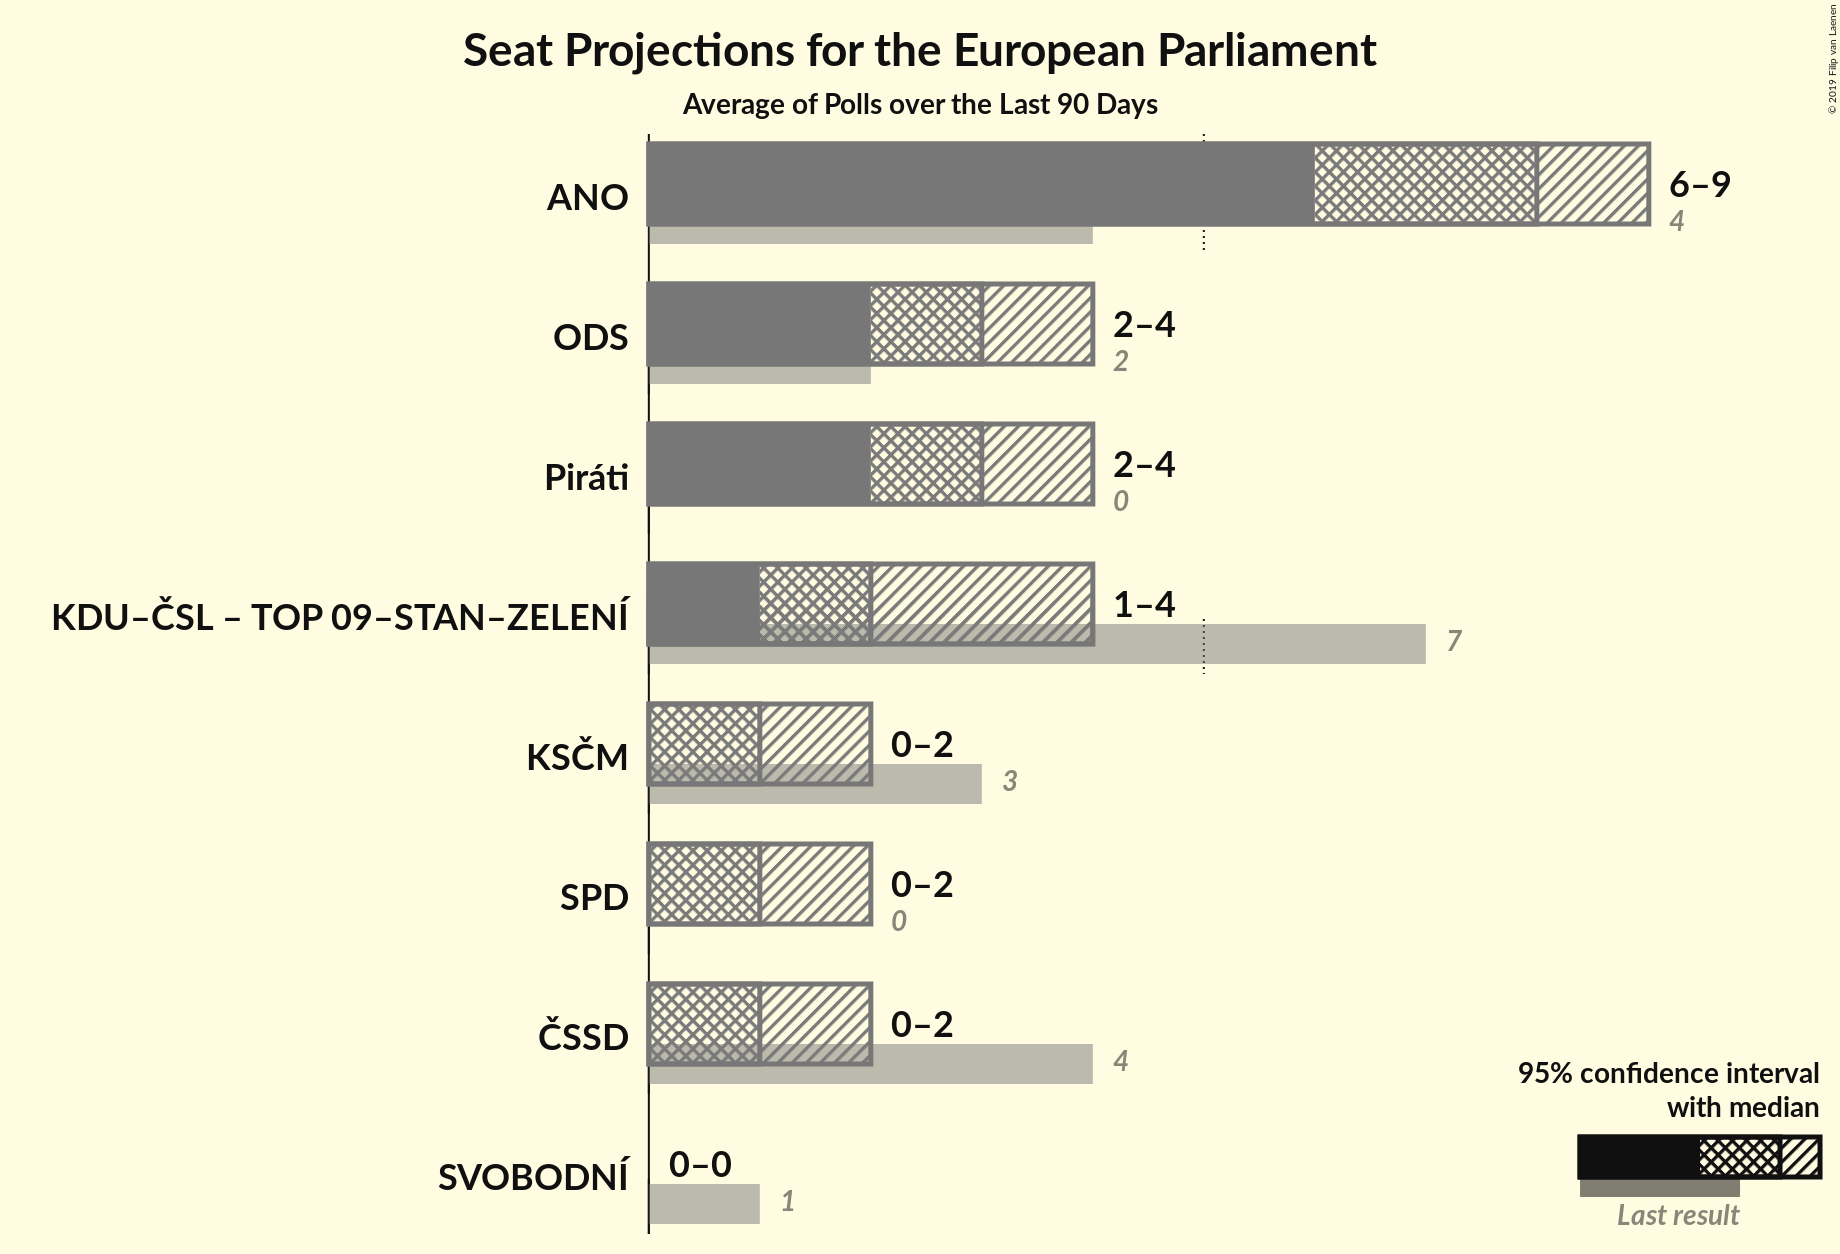 Seat Projections for the European Parliament
Average of Polls over the Last 90 Days
© 2019 Filip van Laenen
ANO
6–9
4
ODS
2–4
2
Piráti
2–4
0
KDU–ČSL – TOP 09–STAN–ZELENÍ
1–4
7
KSČM
0–2
3
SPD
0–2
0
ČSSD
0–2
4
SVOBODNÍ
0–0
1
95% confidence interval
with median
Last result